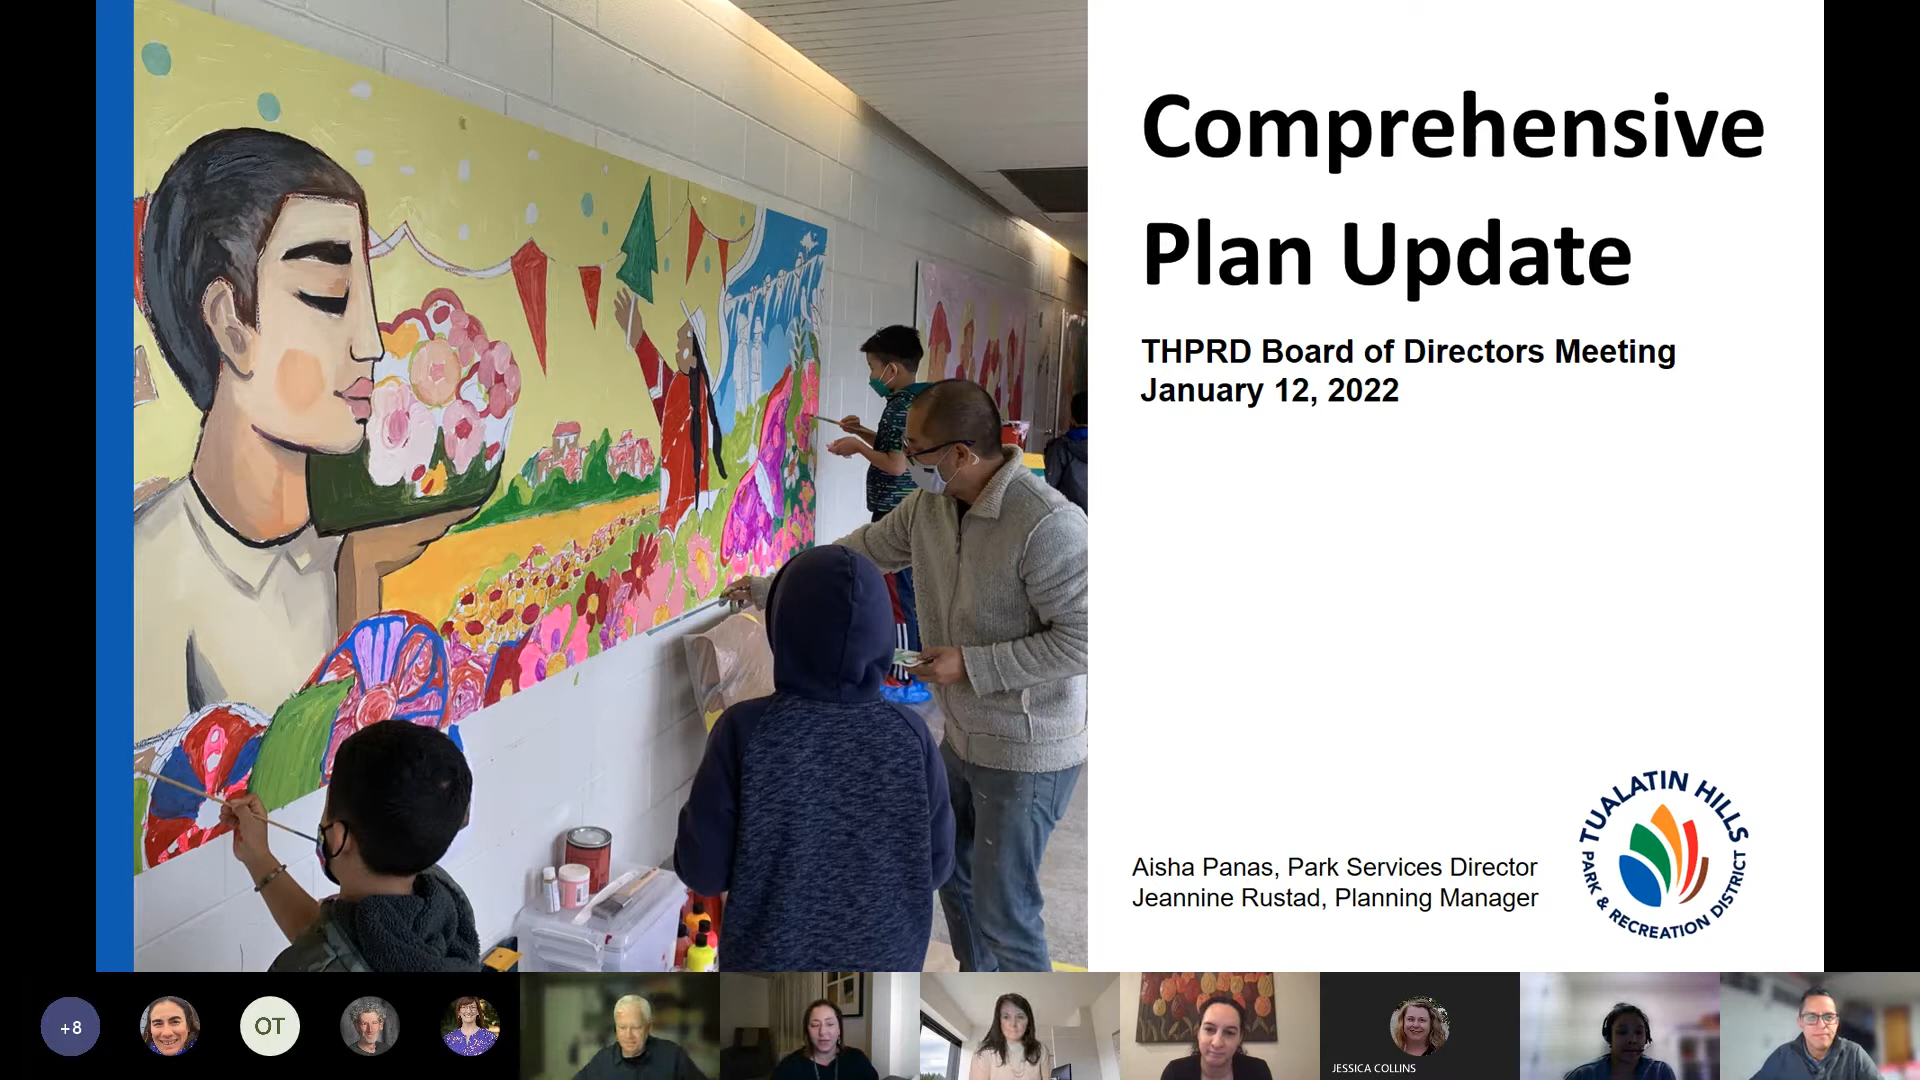 Comprehensive
Plan Update
THPRD Board of Directors Meeting
January 12, 2022
Aisha Panas, Park Services Director
Jeannine Rustad, Planning Manager
TUALATIN HILLS
PARK & RECREATION DISTRICT
+8
OT
JESSICA COLLINS